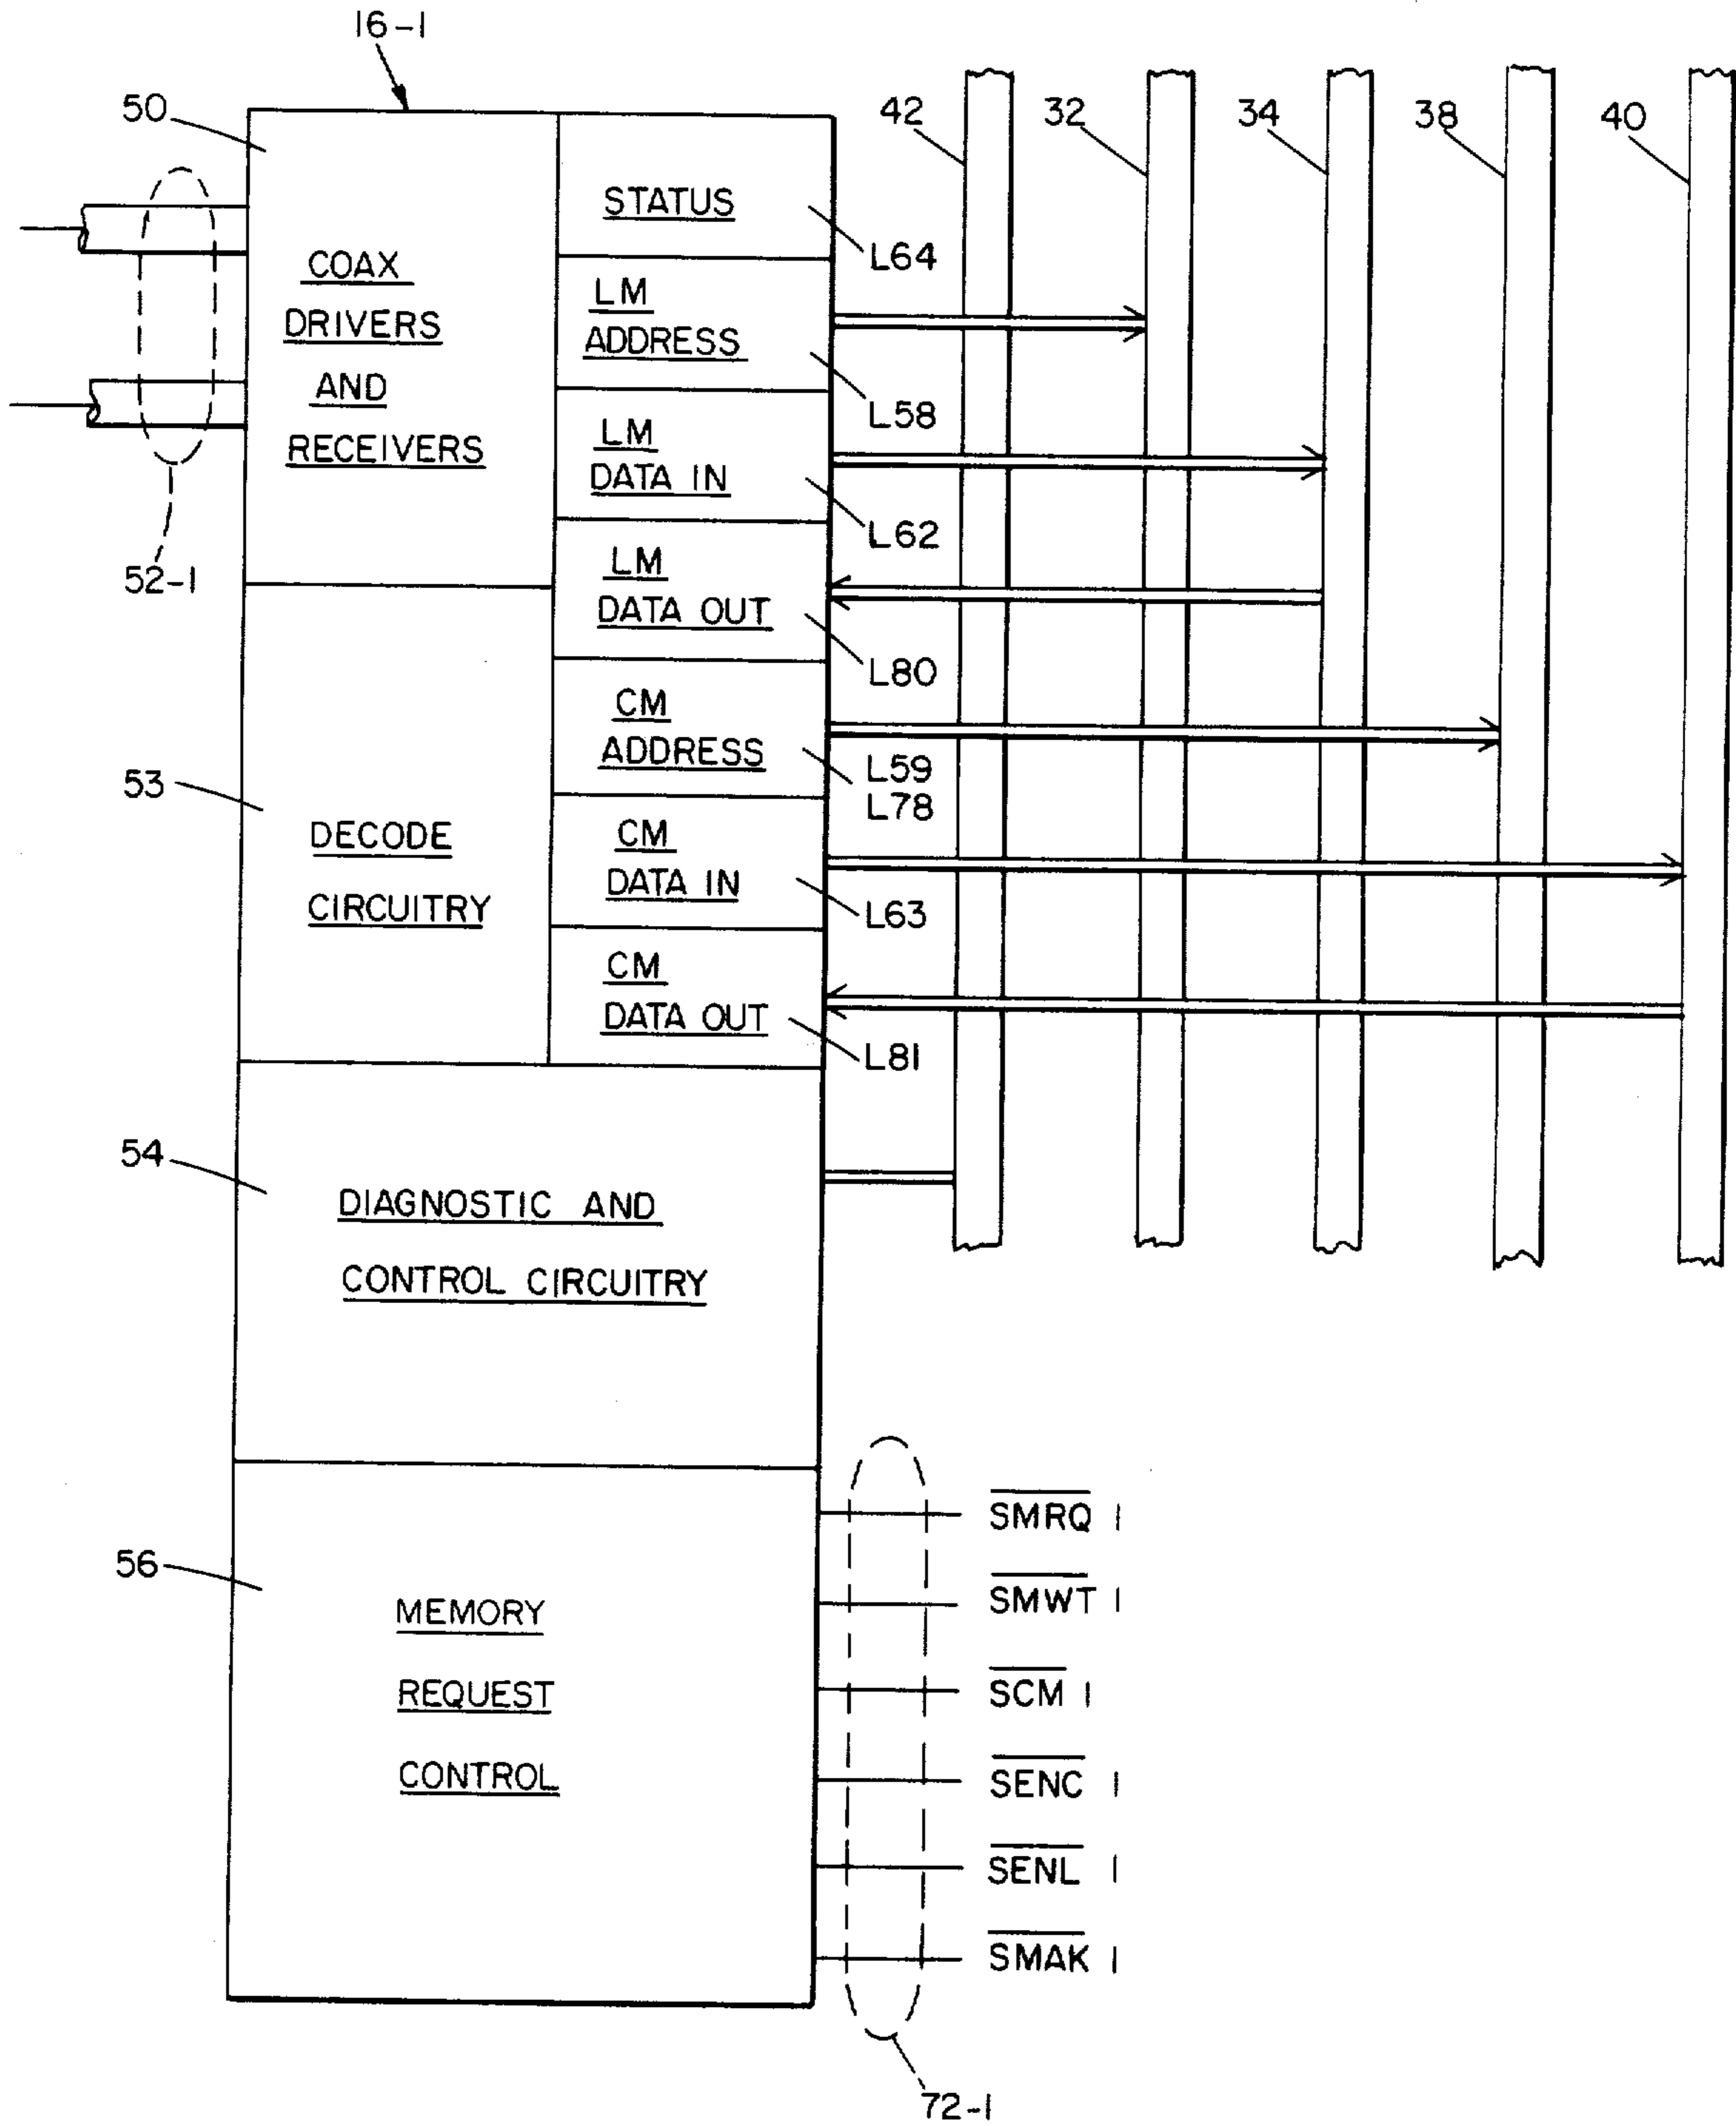 16-1
50
42
32
34
38
40
STATUS
L64
COAX
DRIVERS
AND
RECEIVERS
LM
ADDRESS
L58
LM
DATA IN
L62
52-1
LM
DATA OUT
L80
CM
ADDRESS
L59
L78
53
DECODE
CIRCUITRY
CM
DATA IN
L63
CM
DATA OUT
L81
54
DIAGNOSTIC AND
CONTROL CIRCUITRY
56
MEMORY
REQUEST
CONTROL
SMRQ 1
SMWT 1
SCM 1
SENC 1
SENL 1
SMAK 1
72-1